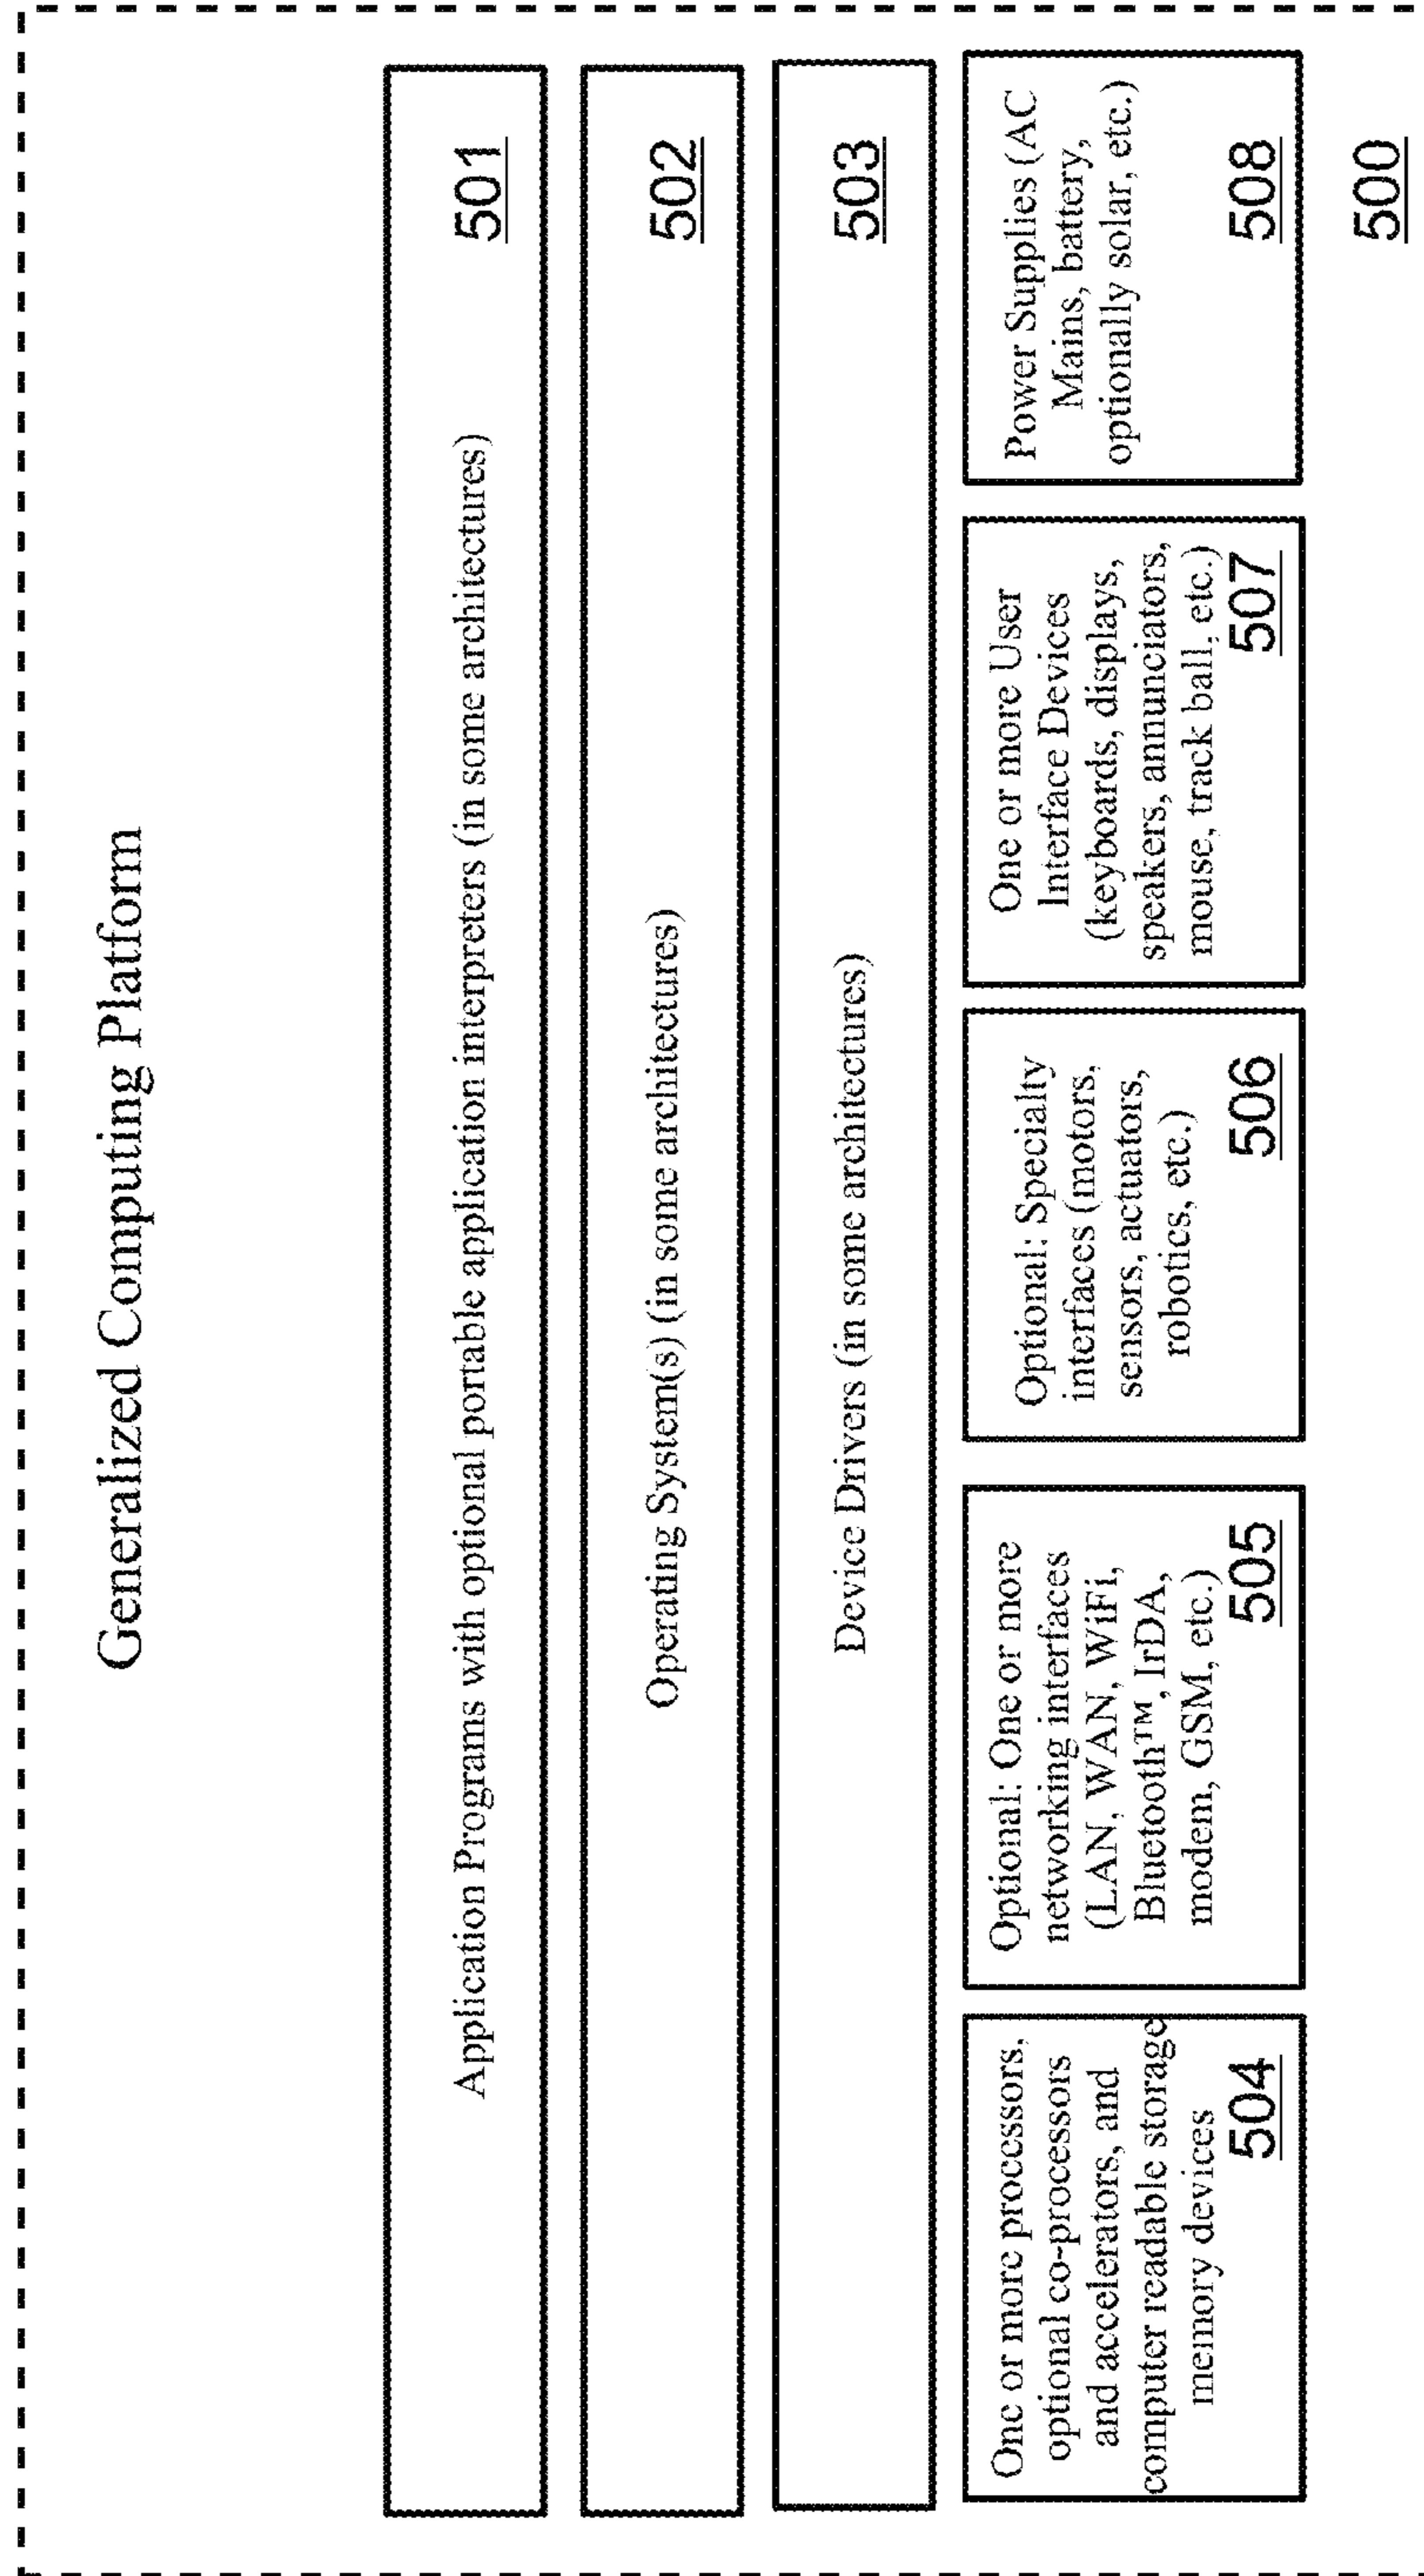 Generalized Computing Platform
Application Programs with optional portable application interpreters (in some architectures)
501
Operating System(s) (in some architectures)
502
Device Drivers (in some architectures)
503
One or more processors,
optional co-processors
and accelerators, and
computer readable storage
memory devices
504
Optional: One or more
networking interfaces
(LAN, WAN, WiFi,
Bluetooth™, IrDA,
modem, GSM, etc.)
505
Optional: Specialty
interfaces (motors,
sensors, actuators,
robotics, etc.)
506
One or more User
Interface Devices
(keyboards, displays,
speakers, annunciators,
mouse, track ball, etc.)
507
Power Supplies (AC
Mains, battery,
optionally solar, etc.)
508
500